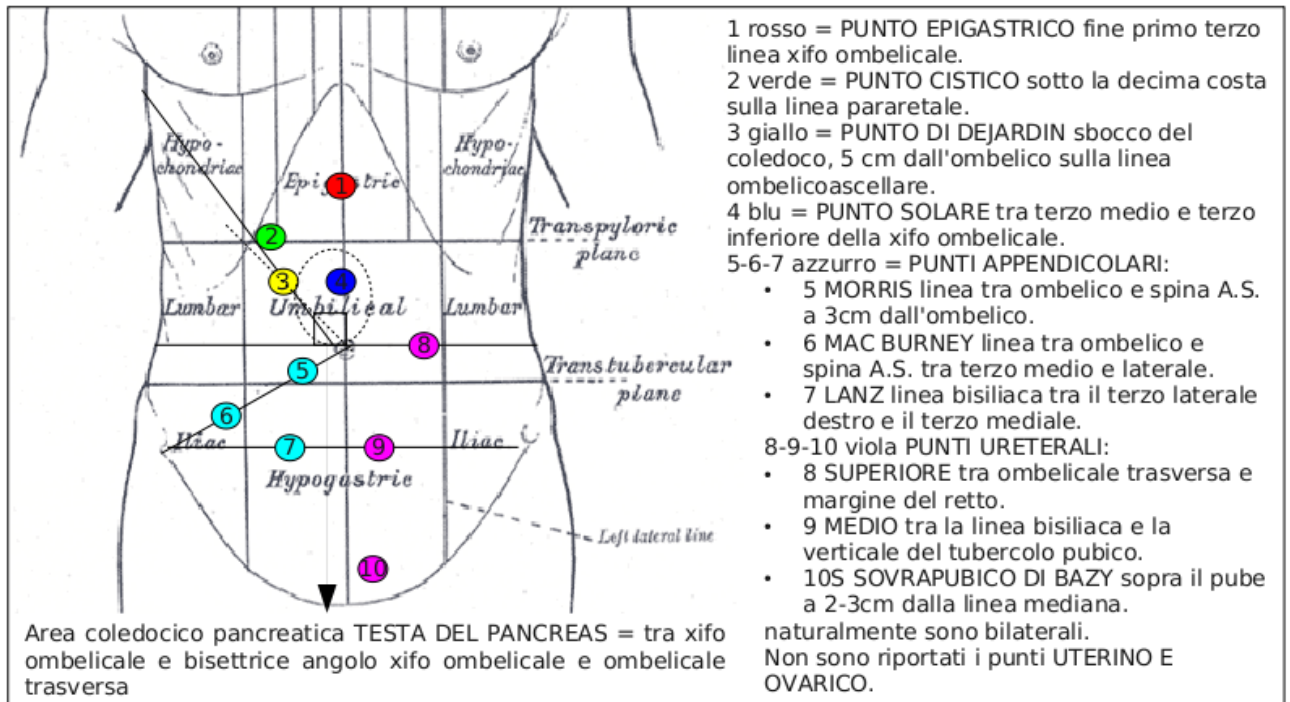 Hypo-
chondriac
Hypo-
chondriac
Epigastric
1
2
Transpyloric
plane
3
4
Lumbar
Umbilical
Lumbar
8
5
Transtubercular
plane
6
Iliac
7
9
Iliac
Hypogastric
Left lateral line
10
Area coledocico pancreatica TESTA DEL PANCREAS = tra xifo
ombelicale e bisettrice angolo xifo ombelicale e ombelicale
trasversa
1 rosso = PUNTO EPIGASTRICO fine primo terzo
linea xifo ombelicale.
2 verde = PUNTO CISTICO sotto la decima costa
sulla linea pararetale.
3 giallo = PUNTO DI DEJARDIN sbocco del
coledoco, 5 cm dall'ombelico sulla linea
ombelicoascellare.
4 blu = PUNTO SOLARE tra terzo medio e terzo
inferiore della xifo ombelicale.
5-6-7 azzurro = PUNTI APPENDICOLARI:
• 5 MORRIS linea tra ombelico e spina A.S.
a 3cm dall'ombelico.
• 6 MAC BURNEY linea tra ombelico e
spina A.S. tra terzo medio e laterale.
• 7 LANZ linea bisiliaca tra il terzo laterale
destro e il terzo mediale.
8-9-10 viola PUNTI URETERALI:
• 8 SUPERIORE tra ombelicale trasversa e
margine del retto.
• 9 MEDIO tra la linea bisiliaca e la
verticale del tubercolo pubico.
• 10S SOVRAPUBICO DI BAZY sopra il pube
a 2-3cm dalla linea mediana.
naturalmente sono bilaterali.
Non sono riportati i punti UTERINO E
OVARICO.